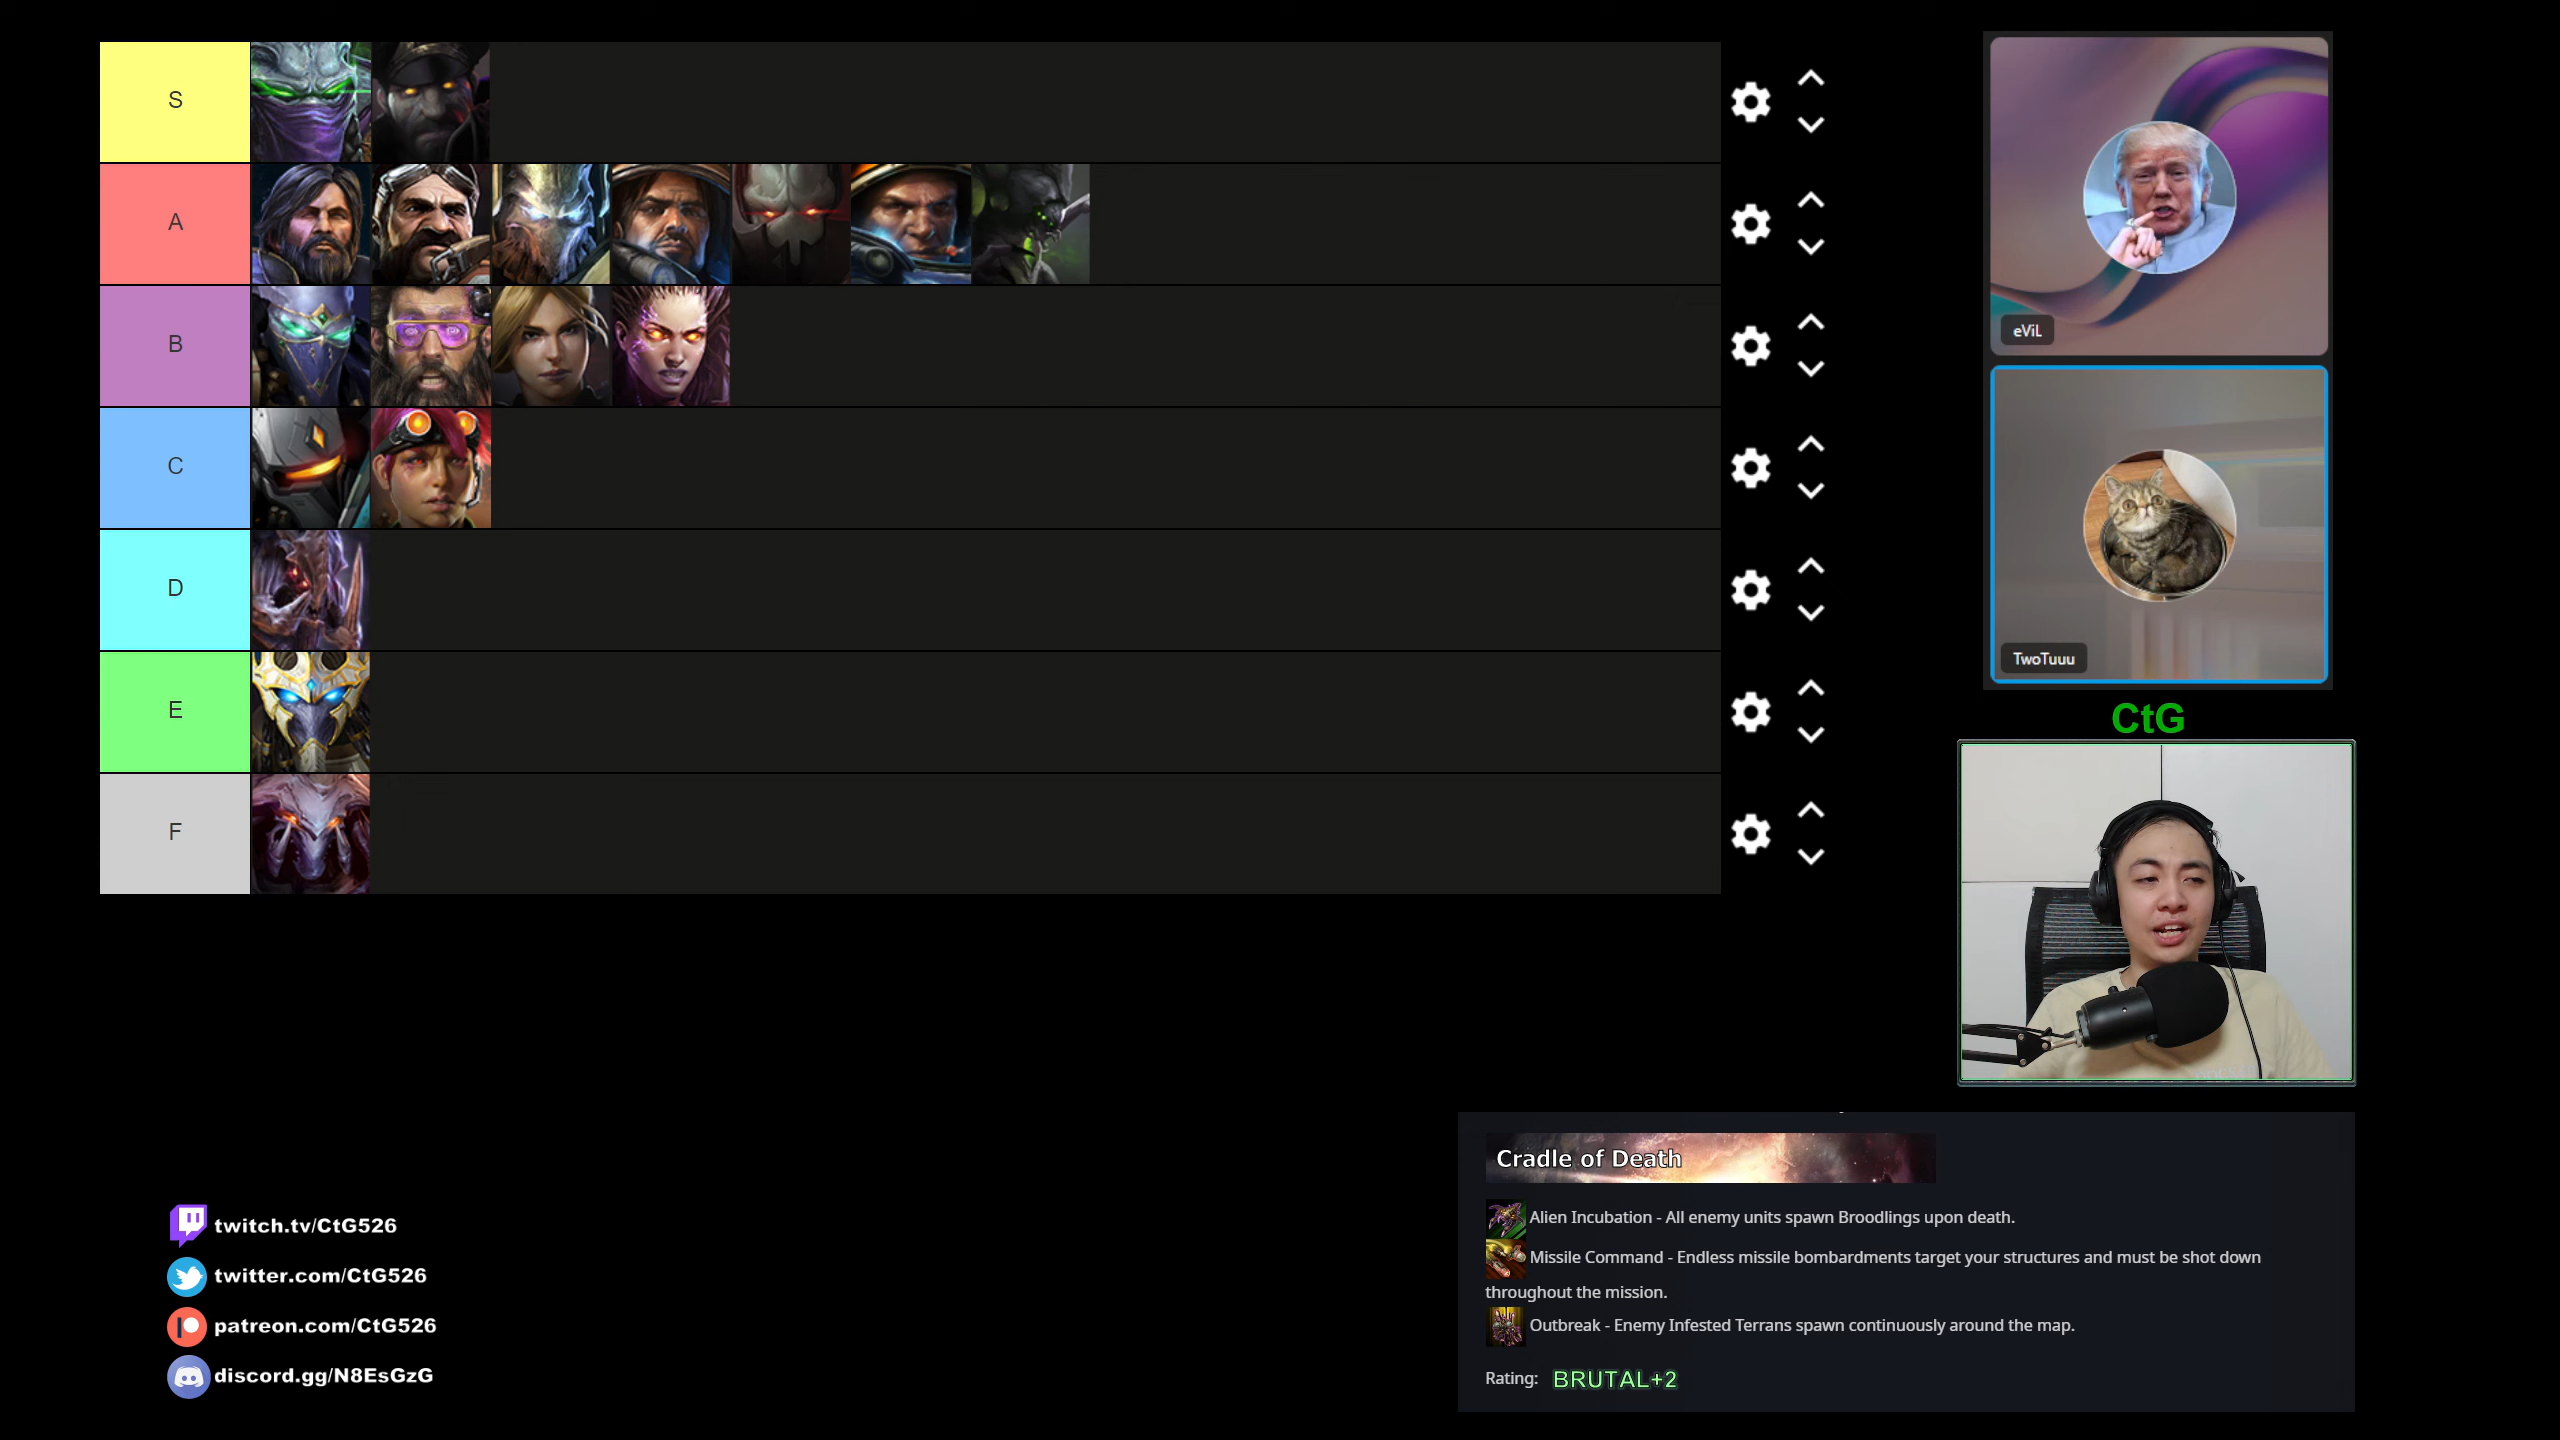 S
A
B
C
D
E
F
eViL
TwoTuuu
CtG
Cradle of Death
Alien Incubation - All enemy units spawn Broodlings upon death.
Missile Command - Endless missile bombardments target your structures and must be shot down
throughout the mission.
Outbreak - Enemy Infested Terrans spawn continuously around the map.
Rating: BRUTAL+2
twitch.tv/CtG526
twitter.com/CtG526
patreon.com/CtG526
discord.gg/N8EsGzG